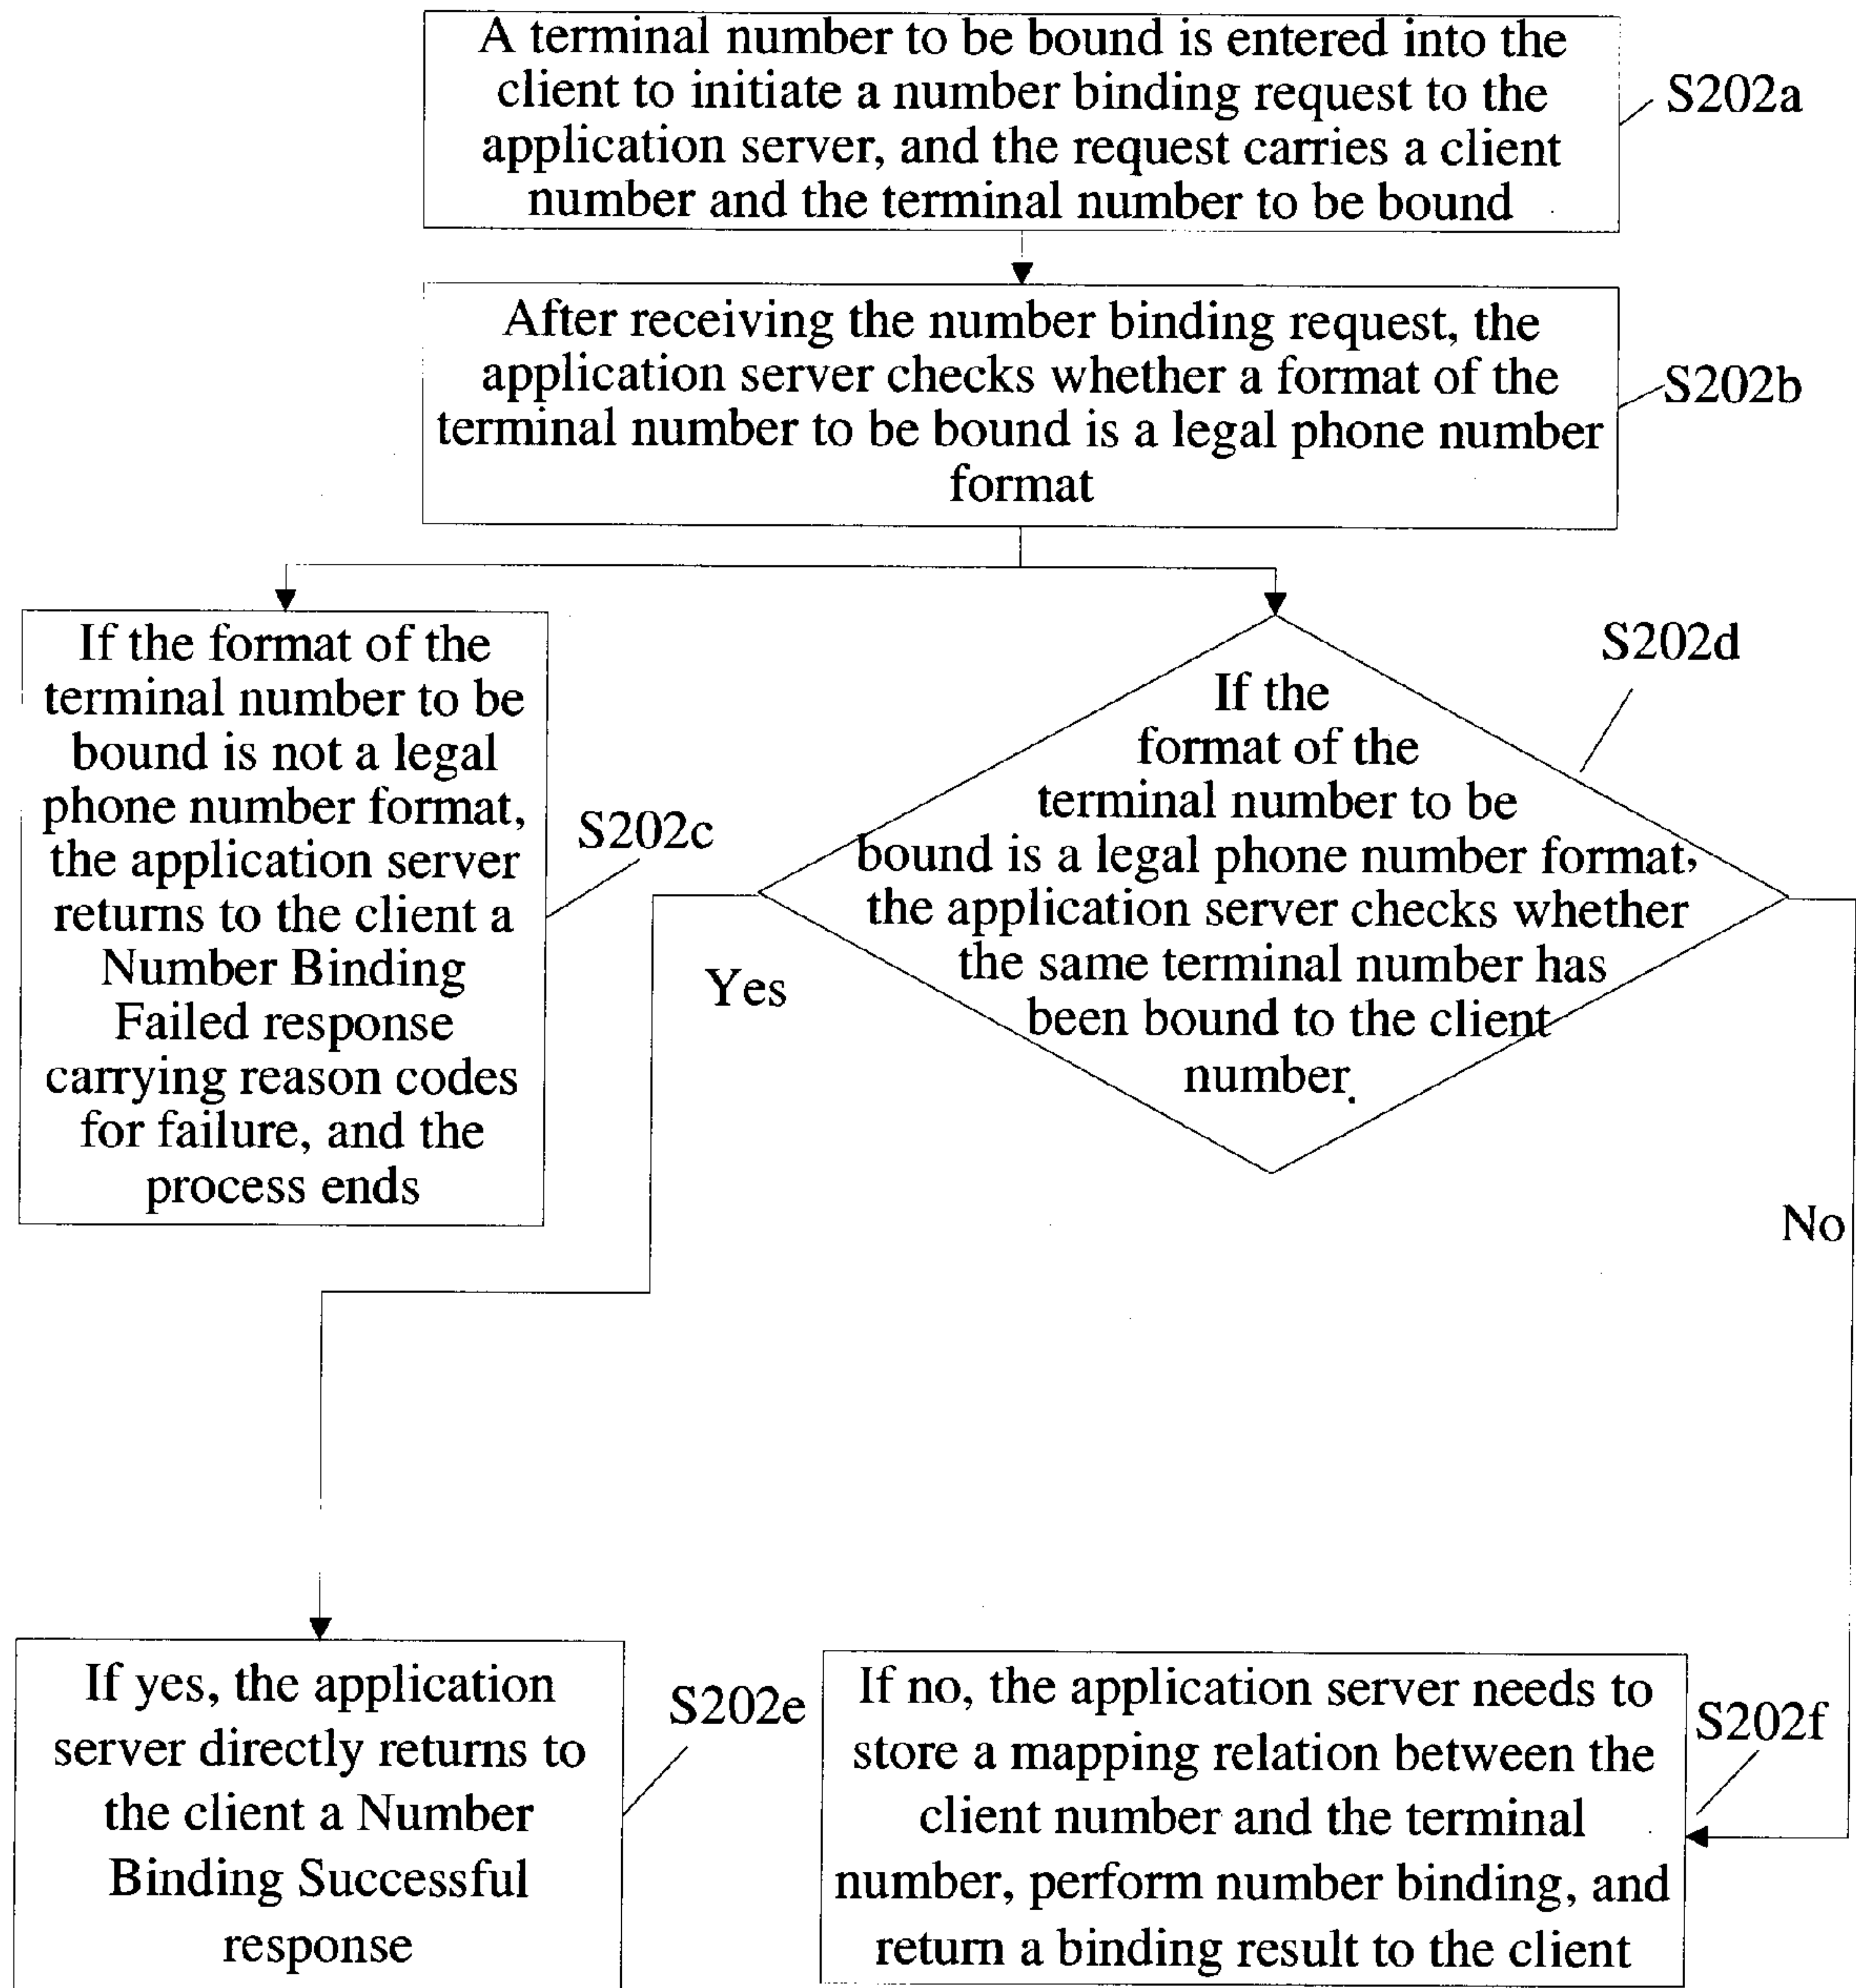 A terminal number to be bound is entered into the
client to initiate a number binding request to the
application server, and the request carries a client
number and the terminal number to be bound
S202a
After receiving the number binding request, the
application server checks whether a format of the
terminal number to be bound is a legal phone number
format
S202b
If the format of the
terminal number to be
bound is not a legal
phone number format,
the application server
returns to the client a
Number Binding
Failed response
carrying reason codes
for failure, and the
process ends
S202c
S202d
If the
format of the
terminal number to be
bound is a legal phone number format,
the application server checks whether
the same terminal number has
been bound to the client
number.
Yes
No
If yes, the application
server directly returns to
the client a Number
Binding Successful
response
S202e
If no, the application server needs to
store a mapping relation between the
client number and the terminal
number, perform number binding, and
return a binding result to the client
S202f